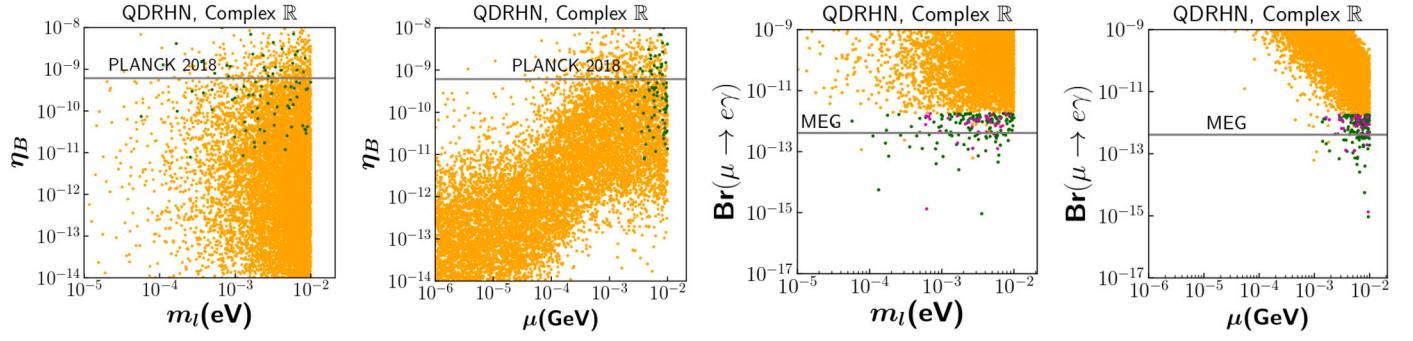 QDRHN, Complex ℝ
10⁻⁸
10⁻⁹
10⁻¹⁰
10⁻¹¹
10⁻¹²
10⁻¹³
10⁻¹⁴
η_B
PLANCK 2018
10⁻⁵ 10⁻⁴ 10⁻³ 10⁻²
m_l(eV)
QDRHN, Complex ℝ
10⁻⁸
10⁻⁹
10⁻¹⁰
10⁻¹¹
10⁻¹²
10⁻¹³
10⁻¹⁴
η_B
PLANCK 2018
10⁻⁶ 10⁻⁵ 10⁻⁴ 10⁻³ 10⁻²
μ(GeV)
QDRHN, Complex ℝ
10⁻⁹
10⁻¹¹
10⁻¹³
10⁻¹⁵
10⁻¹⁷
Br(μ → eγ)
MEG
10⁻⁵ 10⁻⁴ 10⁻³ 10⁻²
m_l(eV)
QDRHN, Complex ℝ
10⁻⁹
10⁻¹¹
10⁻¹³
10⁻¹⁵
10⁻¹⁷
Br(μ → eγ)
MEG
10⁻⁶ 10⁻⁵ 10⁻⁴ 10⁻³ 10⁻²
μ(GeV)